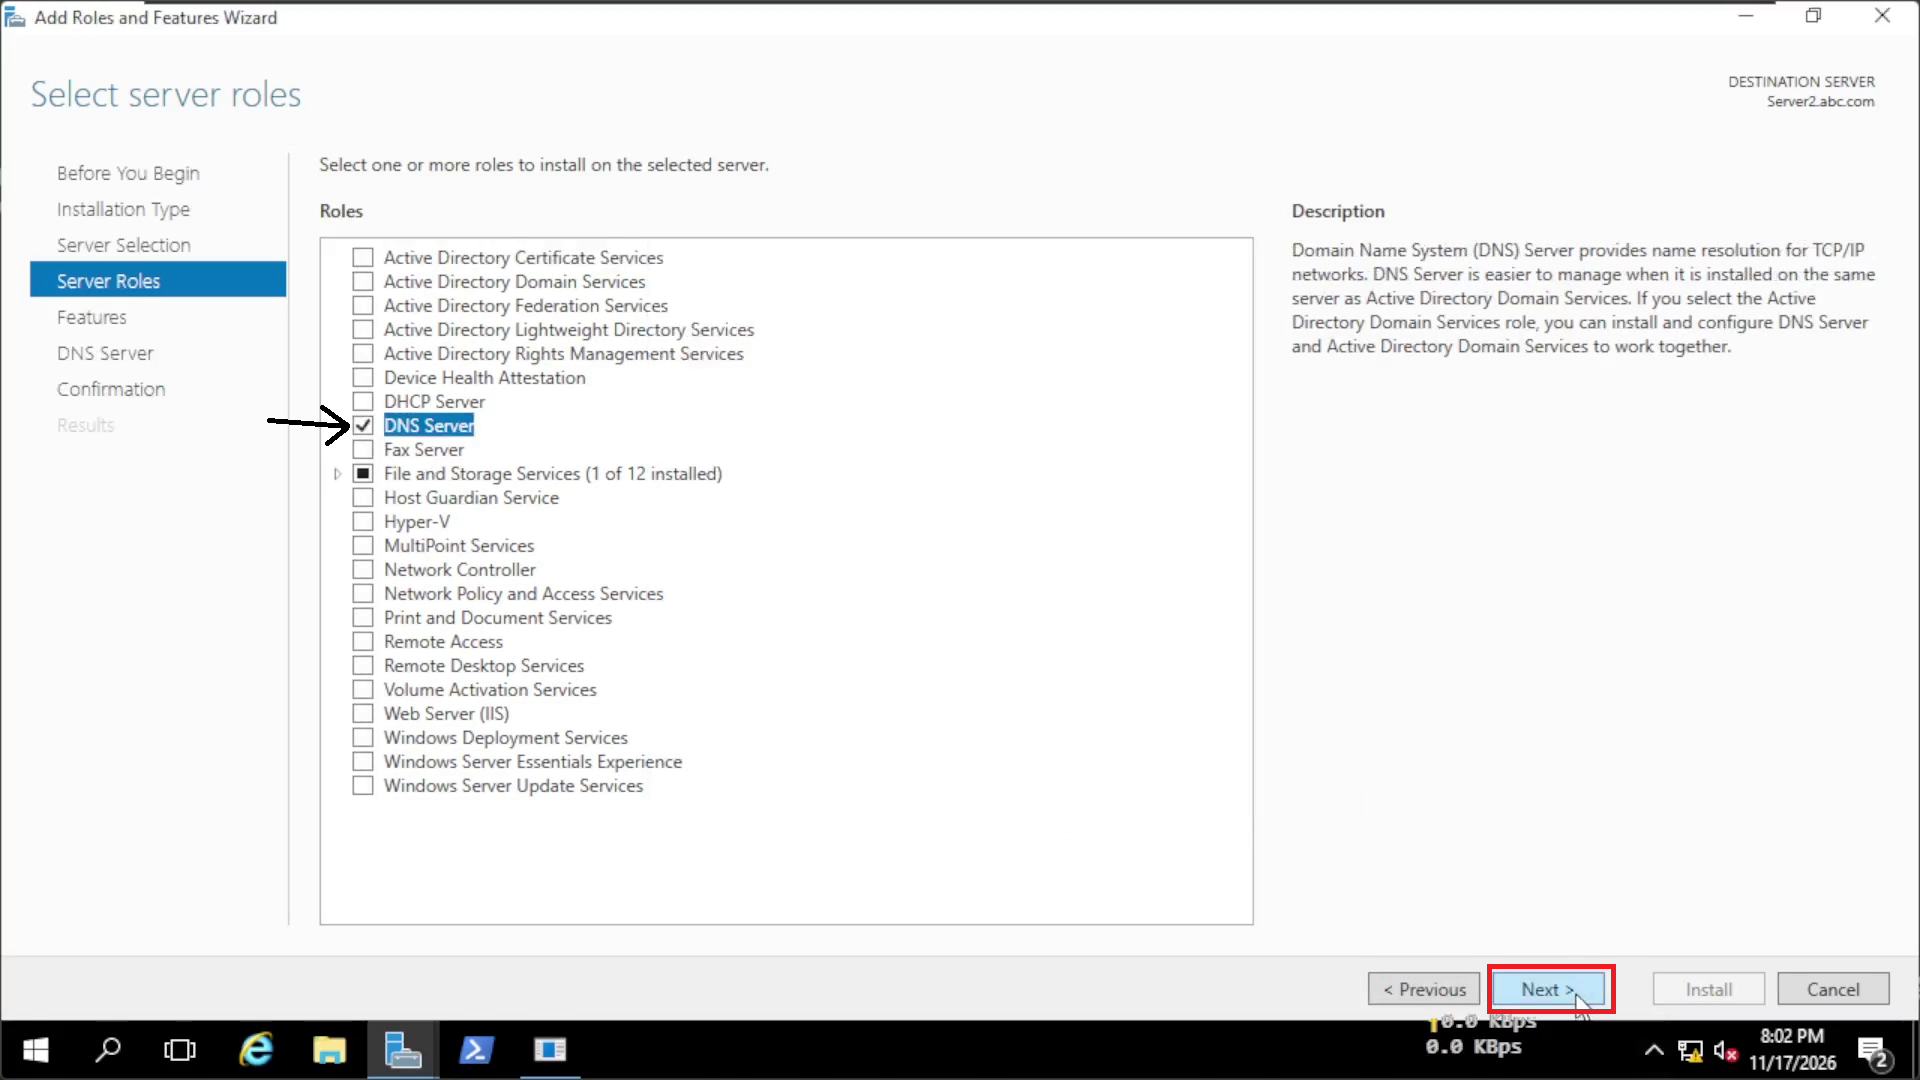 Add Roles and Features Wizard
Select server roles
DESTINATION SERVER
Server2.abc.com
Before You Begin
Installation Type
Server Selection
Server Roles
Features
DNS Server
Confirmation
Results
Select one or more roles to install on the selected server.
Roles
Active Directory Certificate Services
Active Directory Domain Services
Active Directory Federation Services
Active Directory Lightweight Directory Services
Active Directory Rights Management Services
Device Health Attestation
DHCP Server
DNS Server
Fax Server
File and Storage Services (1 of 12 installed)
Host Guardian Service
Hyper-V
MultiPoint Services
Network Controller
Network Policy and Access Services
Print and Document Services
Remote Access
Remote Desktop Services
Volume Activation Services
Web Server (IIS)
Windows Deployment Services
Windows Server Essentials Experience
Windows Server Update Services
Description
Domain Name System (DNS) Server provides name resolution for TCP/IP
networks. DNS Server is easier to manage when it is installed on the same
server as Active Directory Domain Services. If you select the Active
Directory Domain Services role, you can install and configure DNS Server
and Active Directory Domain Services to work together.
< Previous
Next >
Install
Cancel
0.0 KBps
0.0 KBps
8:02 PM
11/17/2026
2